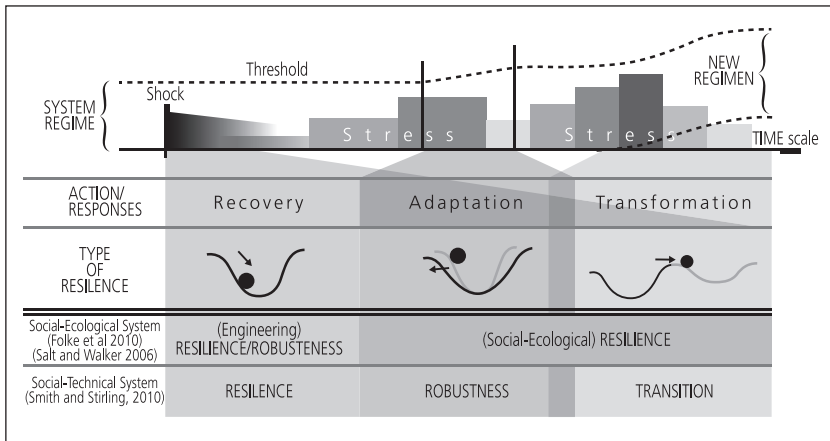 Threshold
NEW
REGIMEN
SYSTEM
REGIME
Shock
Stress
Stress
TIME scale
ACTION/
RESPONSES
Recovery
Adaptation
Transformation
TYPE
OF
RESILENCE
Social-Ecological System
(Folke et al 2010)
(Salt and Walker 2006)
(Engineering)
RESILIENCE/ROBUSTENESS
(Social-Ecological) RESILIENCE
Social-Technical System
(Smith and Stirling, 2010)
RESILENCE
ROBUSTNESS
TRANSITION